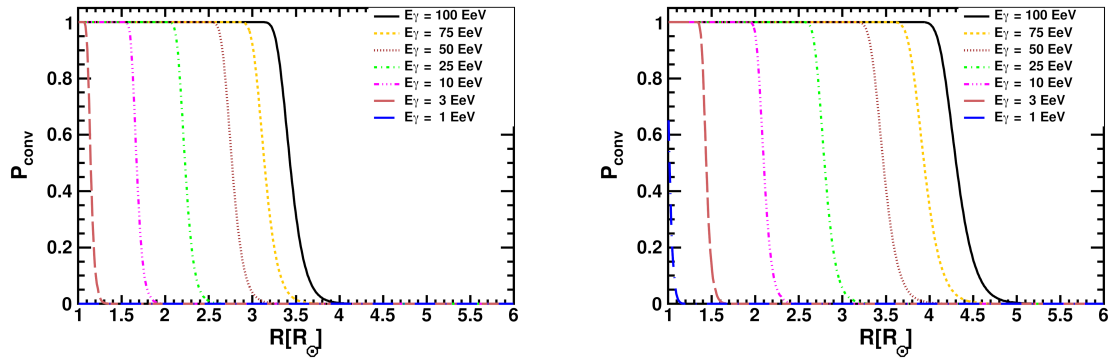 P_conv
1
0.8
0.6
0.4
0.2
0
1 1.5 2 2.5 3 3.5 4 4.5 5 5.5 6
R[R_⊙]
E_γ = 100 EeV
E_γ = 75 EeV
E_γ = 50 EeV
E_γ = 25 EeV
E_γ = 10 EeV
E_γ = 3 EeV
E_γ = 1 EeV
P_conv
1
0.8
0.6
0.4
0.2
0
1 1.5 2 2.5 3 3.5 4 4.5 5 5.5 6
R[R_⊙]
E_γ = 100 EeV
E_γ = 75 EeV
E_γ = 50 EeV
E_γ = 25 EeV
E_γ = 10 EeV
E_γ = 3 EeV
E_γ = 1 EeV